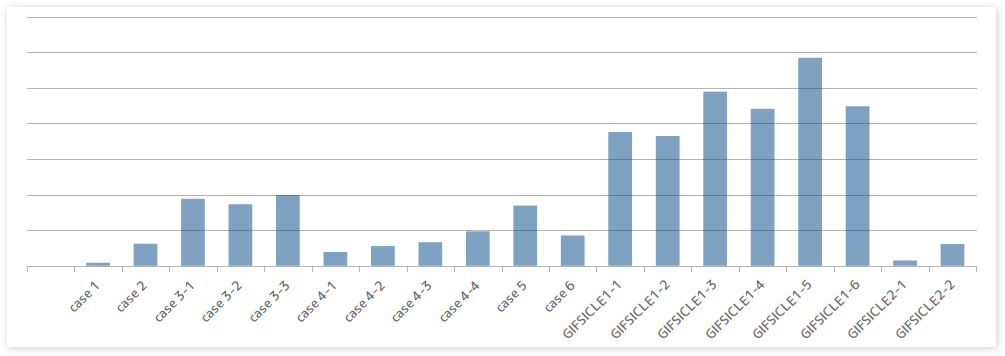 case 1
case 2
case 3-1
case 3-2
case 3-3
case 4-1
case 4-2
case 4-3
case 4-4
case 5
case 6
GIFSICLE1-1
GIFSICLE1-2
GIFSICLE1-3
GIFSICLE1-4
GIFSICLE1-5
GIFSICLE1-6
GIFSICLE2-1
GIFSICLE2-2